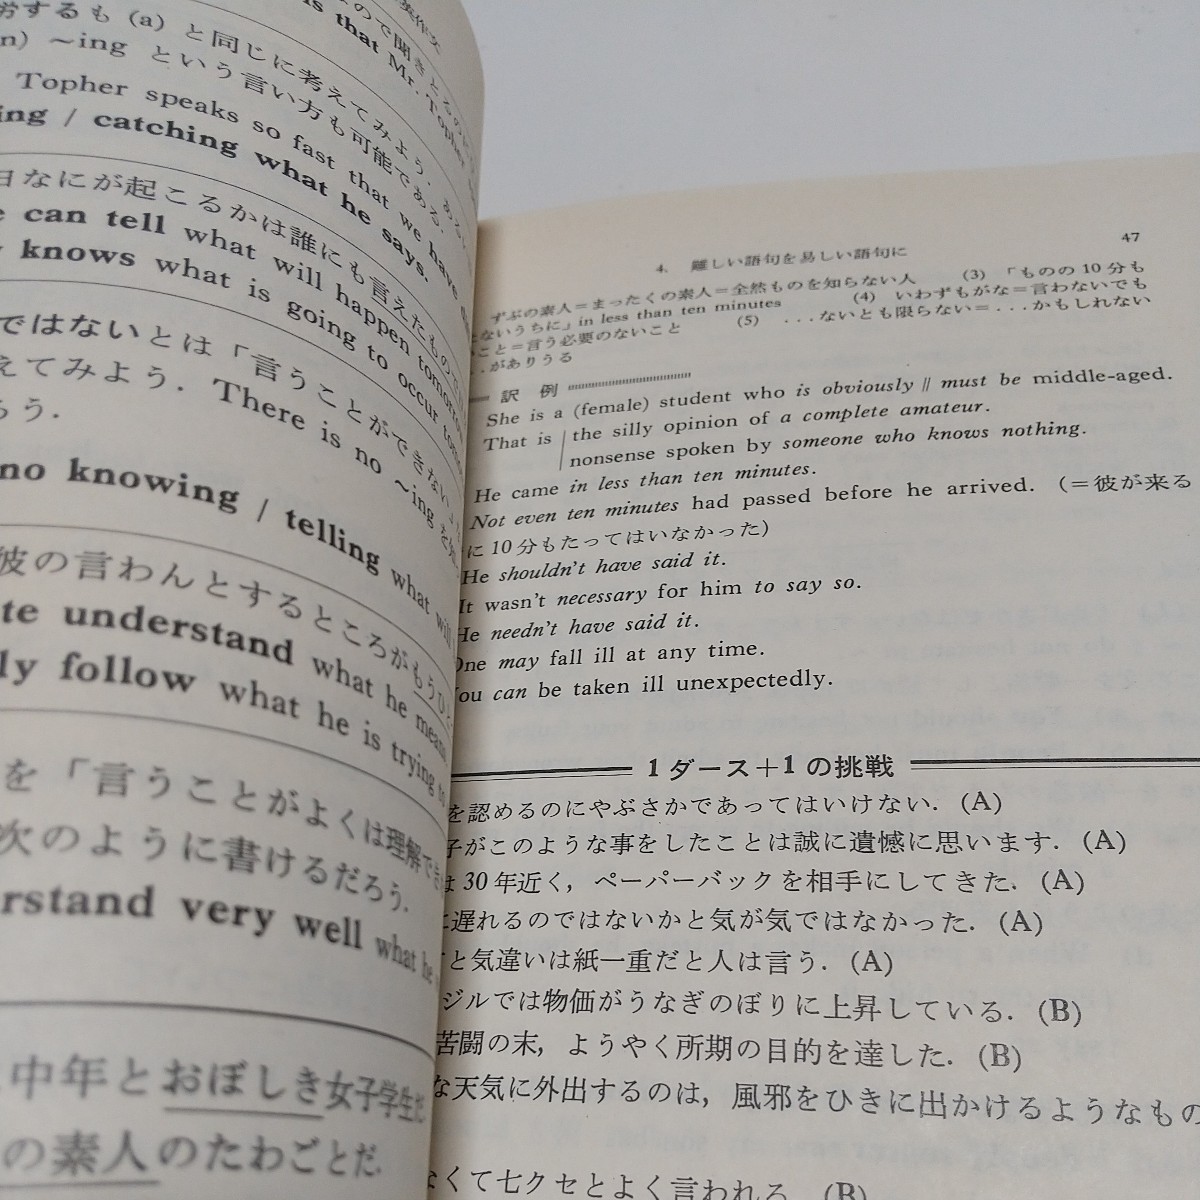 英作文
ので聞きとるのに
is that Mr. Topher
労するも (a) と同じに考えてみよう. ある
n) ～ing という言い方も可能である.
Topher speaks so fast that we have
ing / catching what he says.
日なにが起こるかは誰にも言えたもので
e can tell what will happen tomorrow
knows what is going to occur
ではないとは「言うことができない」
えてみよう. There is no ～ing
ろう.
no knowing / telling what will
彼の言わんとするところがもうひ
te understand what he means
ly follow what he is trying to
を「言うことがよくは理解でき
次のように書けるだろう.
rstand very well what he
中年とおぼしき女子学生だ
の素人のたわごとだ.
4. 難しい語句を易しい語句に 47
ずぶの素人＝まったくの素人＝全然ものを知らない人 (3) 「ものの10分も
たないうちに」in less than ten minutes (4) いわずもがな＝言わないでも
こと＝言う必要のないこと (5) ...ないとも限らない＝...かもしれない
..がありうる
訳 例
She is a (female) student who is obviously ∥ must be middle-aged.
That is | the silly opinion of a complete amateur.
nonsense spoken by someone who knows nothing.
He came in less than ten minutes.
Not even ten minutes had passed before he arrived. (＝彼が来る
に10分もたってはいなかった)
He shouldn't have said it.
It wasn't necessary for him to say so.
He needn't have said it.
One may fall ill at any time.
You can be taken ill unexpectedly.
1ダース＋1の挑戦
を認めるのにやぶさかであってはいけない. (A)
子がこのような事をしたことは誠に遺憾に思います. (A)
は30年近く, ペーパーバックを相手にしてきた. (A)
に遅れるのではないかと気が気ではなかった. (A)
と気違いは紙一重だと人は言う. (A)
ジルでは物価がうなぎのぼりに上昇している. (B)
苦闘の末, ようやく所期の目的を達した. (B)
な天気に外出するのは, 風邪をひきに出かけるようなもの
なくて七クセとよく言われる. (B)